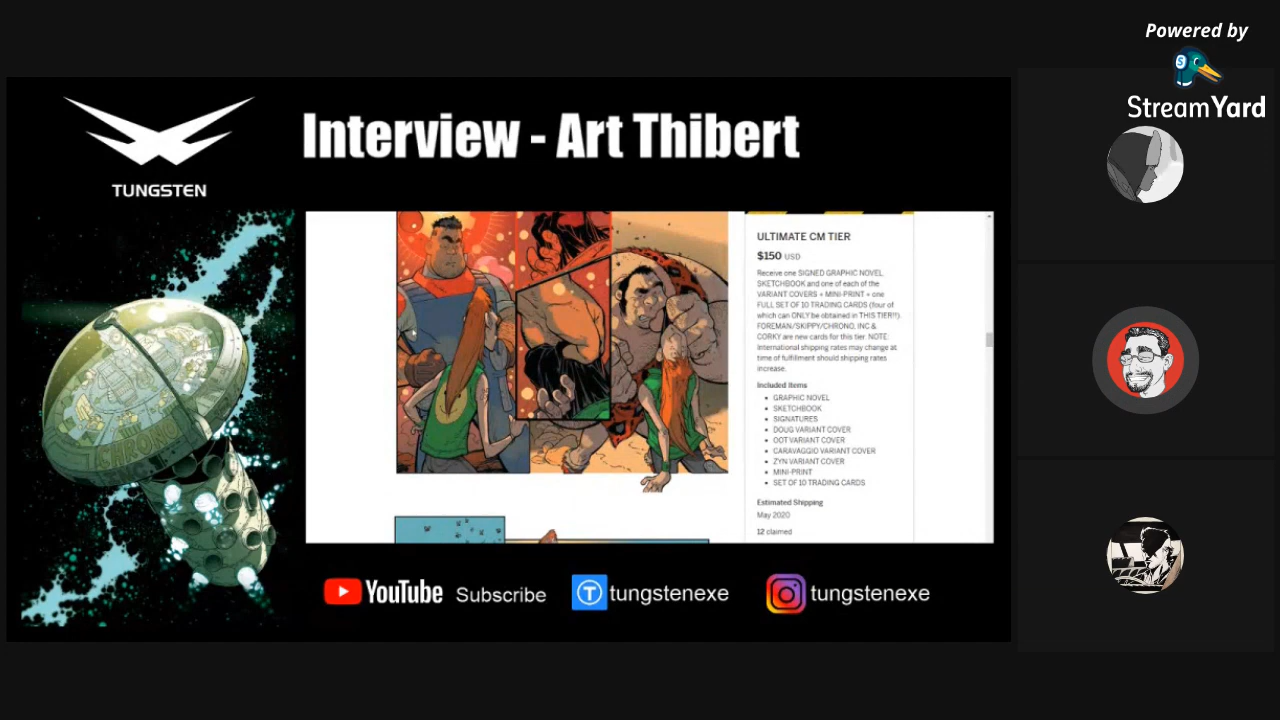 Powered by
StreamYard
Interview - Art Thibert
TUNGSTEN
ULTIMATE CM TIER
$150 USD
Receive one SIGNED GRAPHIC NOVEL,
SKETCHBOOK and one of each of the
VARIANT COVERS + MINI-PRINT + one
FULL SET OF 10 TRADING CARDS (four of
which can ONLY be obtained in THIS TIER!!).
FOREMAN/SKIPPY/CHRONO, INC &
CORKY are new cards for this tier. NOTE:
International shipping rates may change at
time of fulfillment should shipping rates
increase.
Included Items
GRAPHIC NOVEL
SKETCHBOOK
SIGNATURES
DOUG VARIANT COVER
OOT VARIANT COVER
CARAVAGGIO VARIANT COVER
ZYN VARIANT COVER
MINI-PRINT
SET OF 10 TRADING CARDS
Estimated Shipping
May 2020
12 claimed
YouTube Subscribe
tungstenexe
tungstenexe